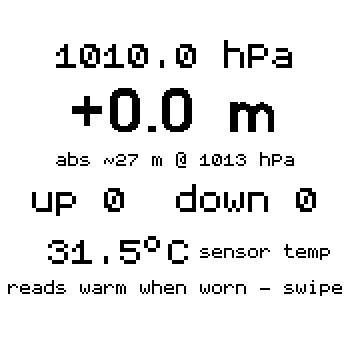 1010.0 hPa
+0.0 m
abs ~27 m @ 1013 hPa
up 0 down 0
31.5°C sensor temp
reads warm when worn - swipe